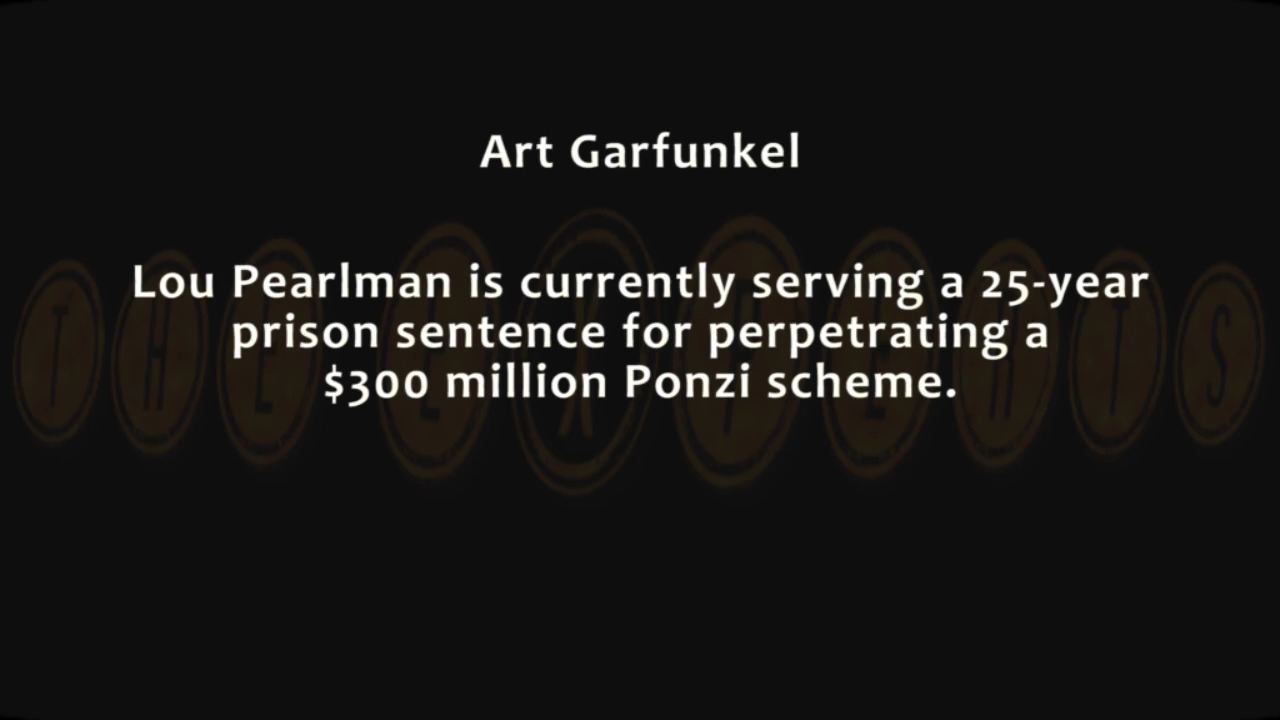 Art Garfunkel
Lou Pearlman is currently serving a 25-year
prison sentence for perpetrating a
$300 million Ponzi scheme.